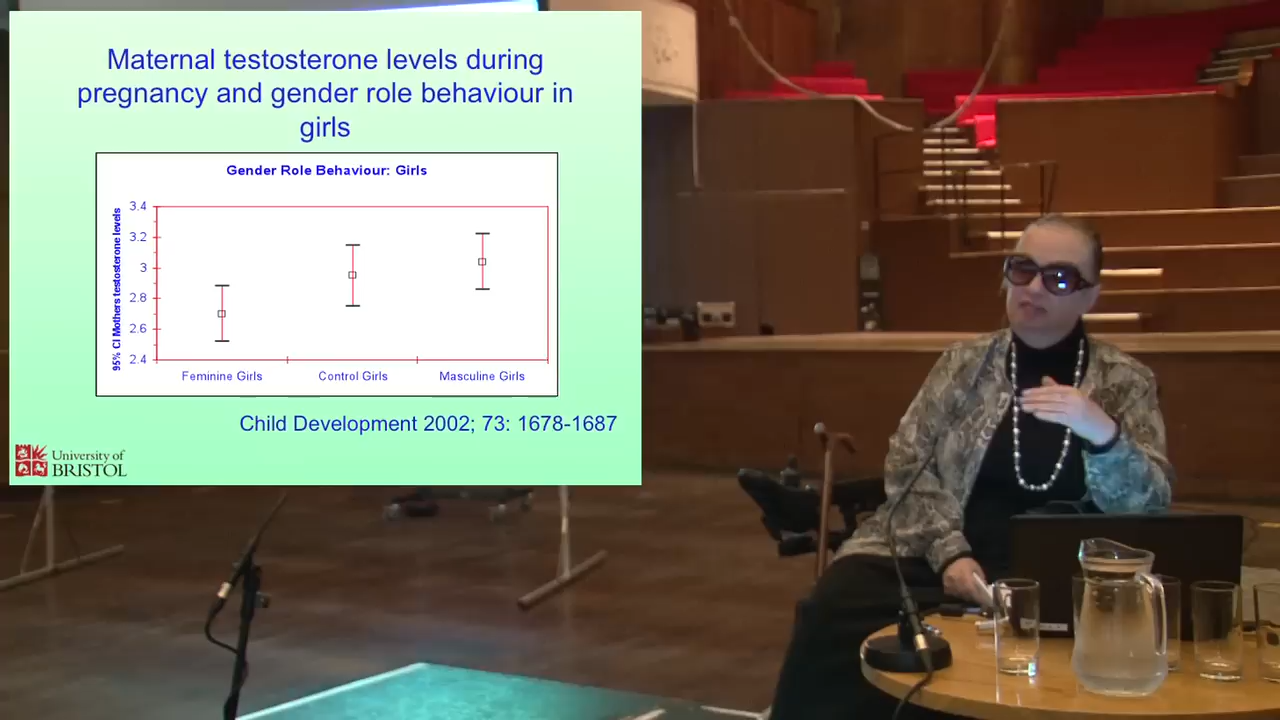 Maternal testosterone levels during
pregnancy and gender role behaviour in
girls
Gender Role Behaviour: Girls
95% CI Mothers testosterone levels
3.4
3.2
3
2.8
2.6
2.4
Feminine Girls
Control Girls
Masculine Girls
Child Development 2002; 73: 1678-1687
University of
BRISTOL